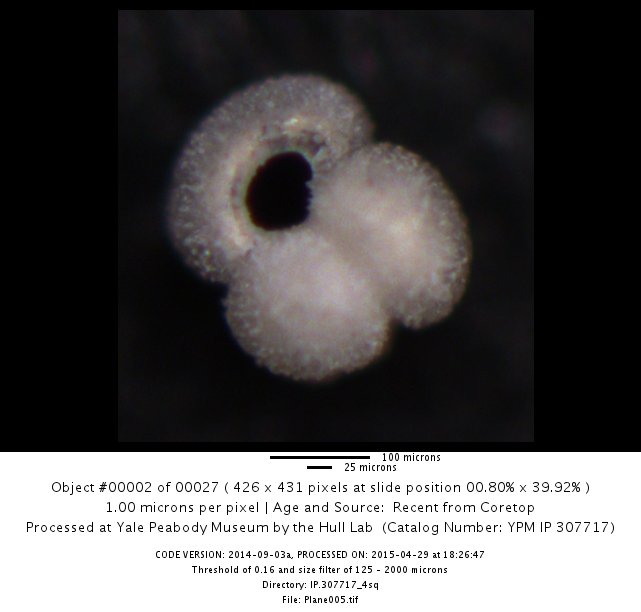 100 microns
25 microns
Object #00002 of 00027 ( 426 x 431 pixels at slide position 00.80% x 39.92% )
1.00 microns per pixel | Age and Source: Recent from Coretop
Processed at Yale Peabody Museum by the Hull Lab (Catalog Number: YPM IP 307717)
CODE VERSION: 2014-09-03a, PROCESSED ON: 2015-04-29 at 18:26:47
Threshold of 0.16 and size filter of 125 - 2000 microns
Directory: IP.307717_4sq
File: Plane005.tif